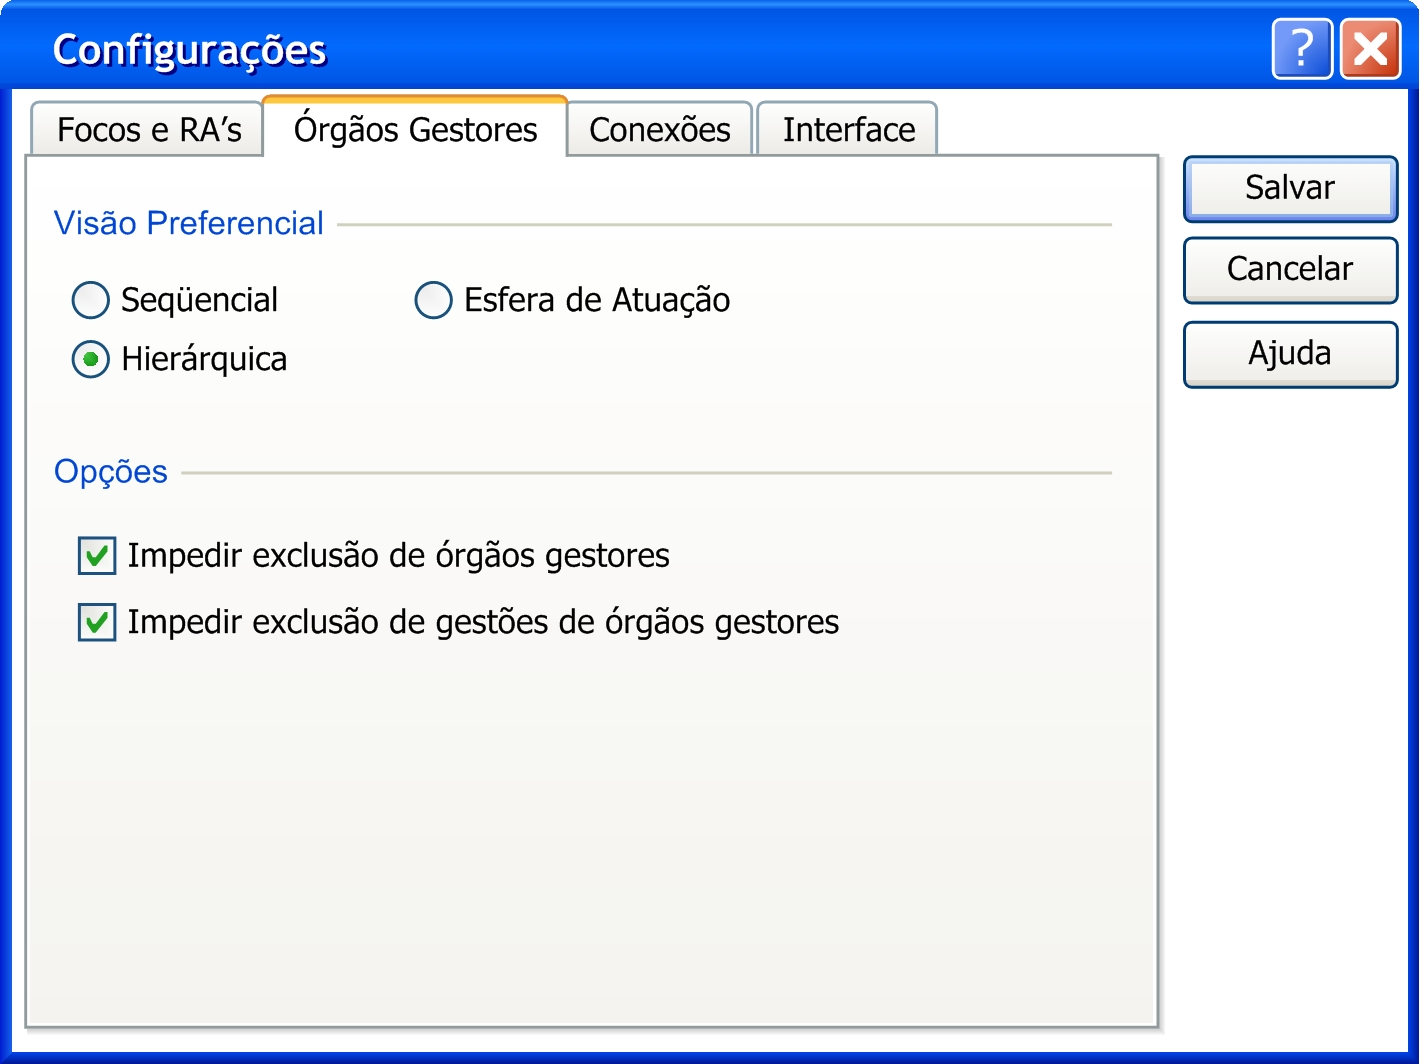 Configurações
?
Focos e RA’s
Órgãos Gestores
Conexões
Interface
Salvar
Cancelar
Ajuda
Visão Preferencial
Seqüencial
Esfera de Atuação
Hierárquica
Opções
Impedir exclusão de órgãos gestores
Impedir exclusão de gestões de órgãos gestores